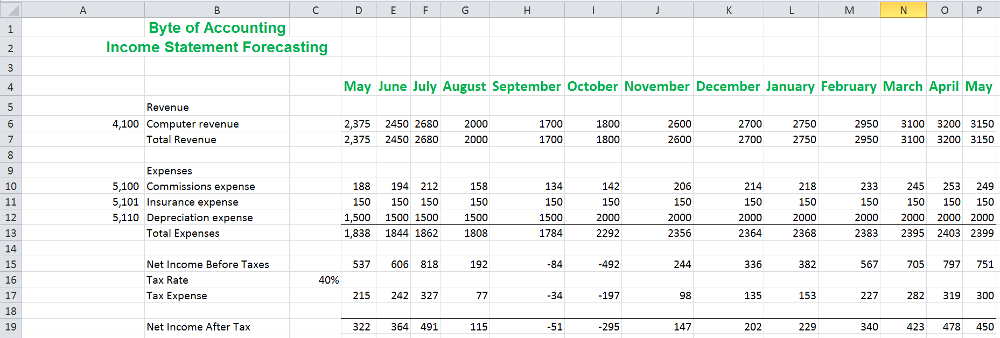 A B C D E F G H I J K L M N O P
1 Byte of Accounting
2 Income Statement Forecasting
3
4 May June July August September October November December January February March April May
5 Revenue
6 4,100 Computer revenue 2,375 2450 2680 2000 1700 1800 2600 2700 2750 2950 3100 3200 3150
7 Total Revenue 2,375 2450 2680 2000 1700 1800 2600 2700 2750 2950 3100 3200 3150
8
9 Expenses
10 5,100 Commissions expense 188 194 212 158 134 142 206 214 218 233 245 253 249
11 5,101 Insurance expense 150 150 150 150 150 150 150 150 150 150 150 150 150
12 5,110 Depreciation expense 1,500 1500 1500 1500 1500 2000 2000 2000 2000 2000 2000 2000 2000
13 Total Expenses 1,838 1844 1862 1808 1784 2292 2356 2364 2368 2383 2395 2403 2399
14
15 Net Income Before Taxes 537 606 818 192 -84 -492 244 336 382 567 705 797 751
16 Tax Rate 40%
17 Tax Expense 215 242 327 77 -34 -197 98 135 153 227 282 319 300
18
19 Net Income After Tax 322 364 491 115 -51 -295 147 202 229 340 423 478 450